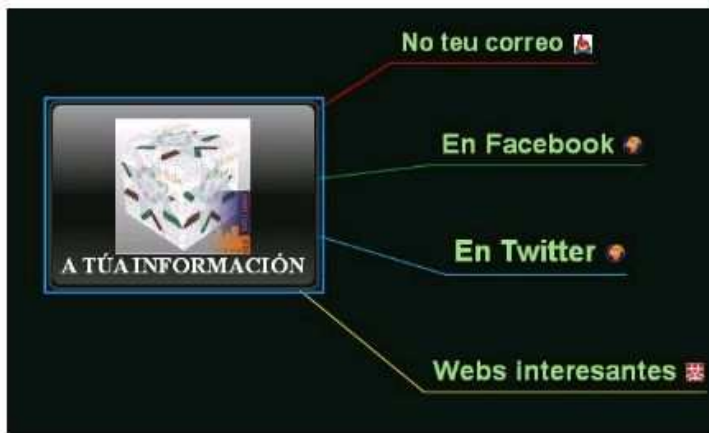 No teu correo
En Facebook
A TÚA INFORMACIÓN
En Twitter
Webs interesantes